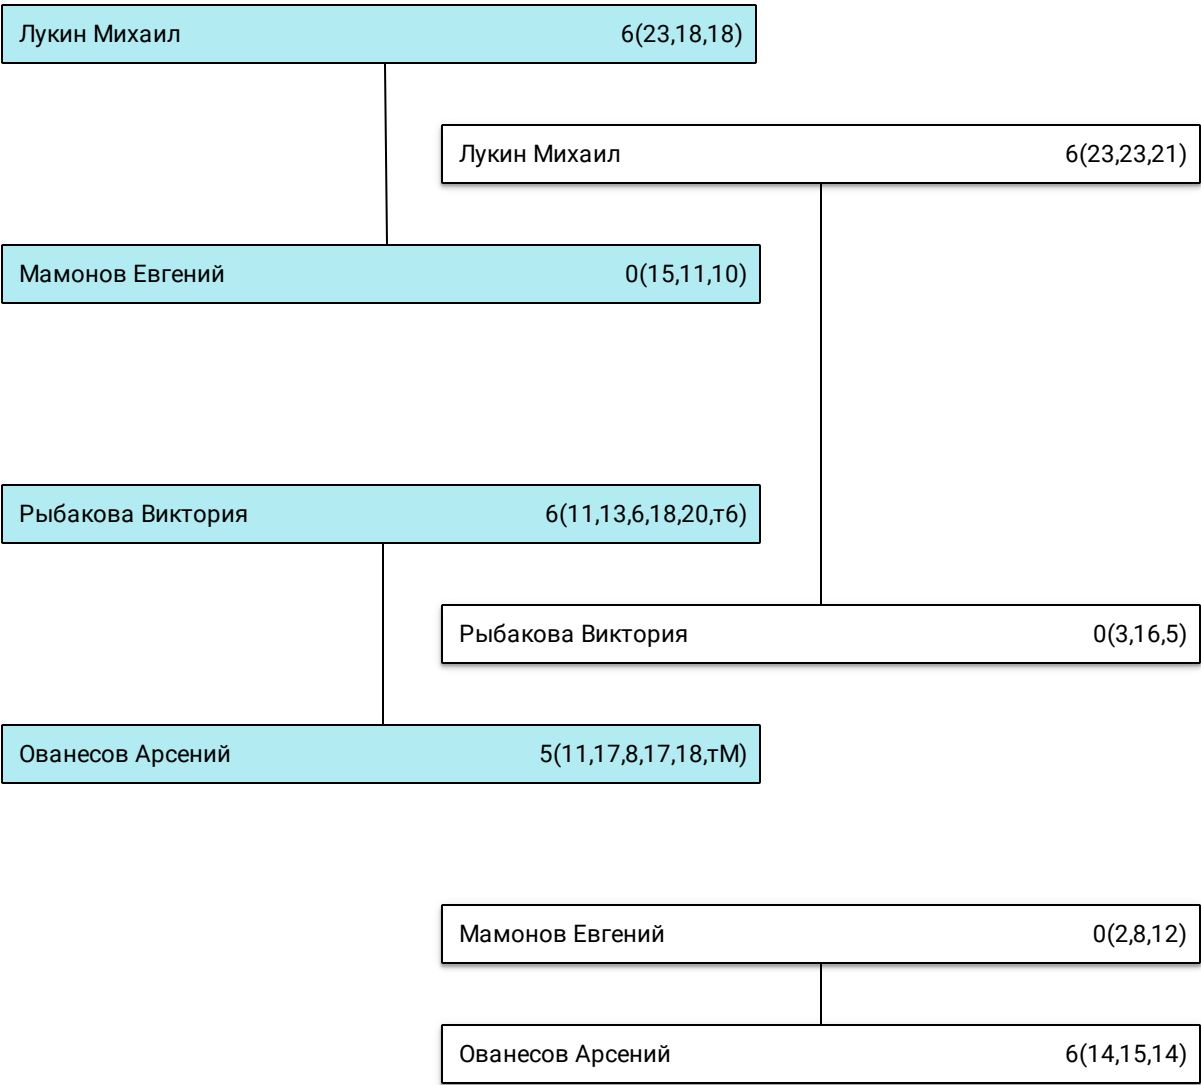 Лукин Михаил 6(23,18,18)
Лукин Михаил 6(23,23,21)
Мамонов Евгений 0(15,11,10)
Рыбакова Виктория 6(11,13,6,18,20,т6)
Рыбакова Виктория 0(3,16,5)
Ованесов Арсений 5(11,17,8,17,18,тМ)
Мамонов Евгений 0(2,8,12)
Ованесов Арсений 6(14,15,14)